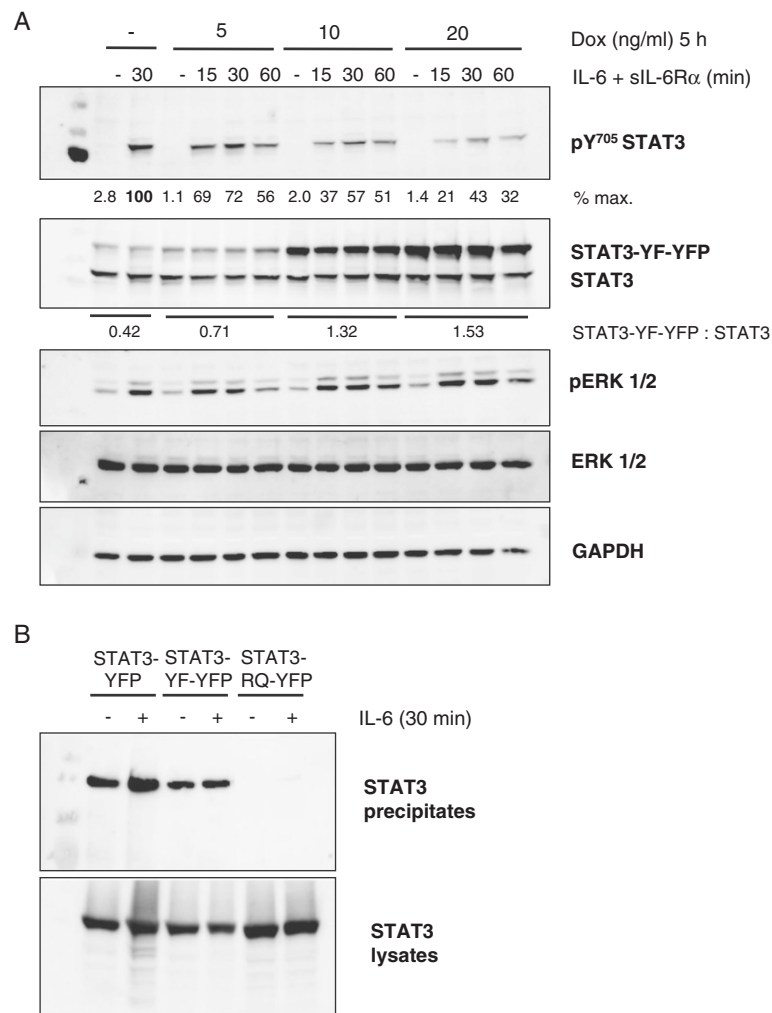 A
- 5 10 20 Dox (ng/ml) 5 h
- 30 - 15 30 60 - 15 30 60 - 15 30 60 IL-6 + sIL-6Rα (min)
pY⁷⁰⁵ STAT3
2.8 100 1.1 69 72 56 2.0 37 57 51 1.4 21 43 32 % max.
STAT3-YF-YFP
STAT3
0.42 0.71 1.32 1.53 STAT3-YF-YFP : STAT3
pERK 1/2
ERK 1/2
GAPDH
B
STAT3- STAT3- STAT3-
YFP YF-YFP RQ-YFP
- + - + - + IL-6 (30 min)
STAT3
precipitates
STAT3
lysates